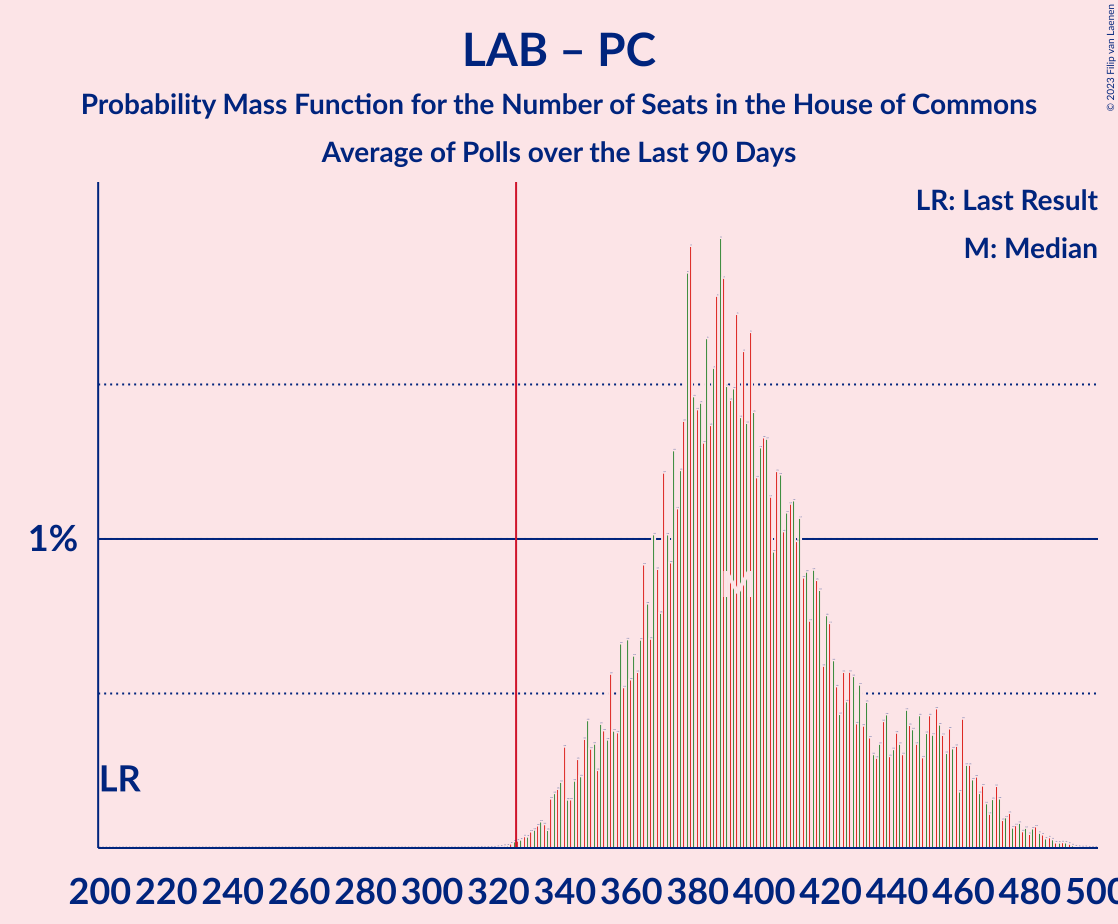 LAB – PC
Probability Mass Function for the Number of Seats in the House of Commons
Average of Polls over the Last 90 Days
© 2023 Filip van Laenen
LR: Last Result
M: Median
1%
M
LR
200 220 240 260 280 300 320 340 360 380 400 420 440 460 480 500